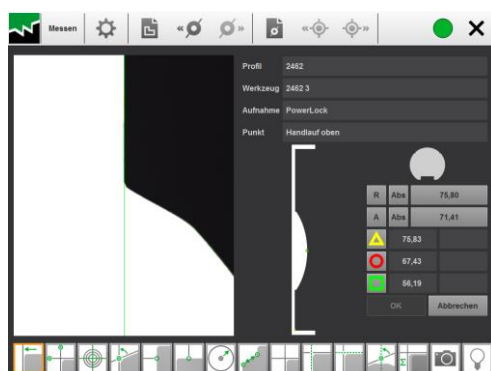 Messen
Profil 2462
Werkzeug 2462 3
Aufnahme PowerLock
Punkt Handlauf oben
R Abs 75,80
A Abs 71,41
75,83
67,43
56,19
OK Abbrechen